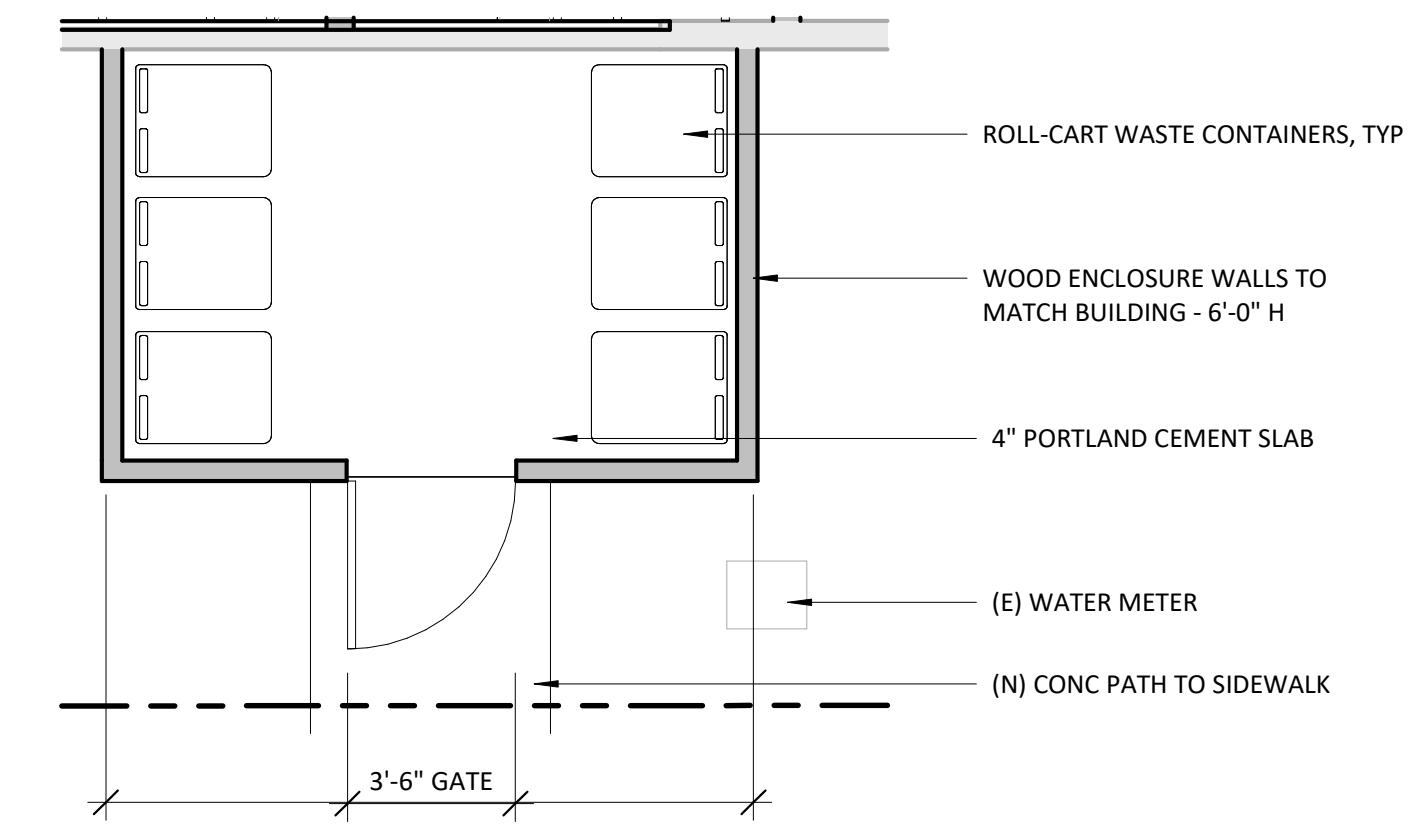 ROLL-CART WASTE CONTAINERS, TYP
WOOD ENCLOSURE WALLS TO
MATCH BUILDING - 6'-0" H
4" PORTLAND CEMENT SLAB
(E) WATER METER
(N) CONC PATH TO SIDEWALK
3'-6" GATE